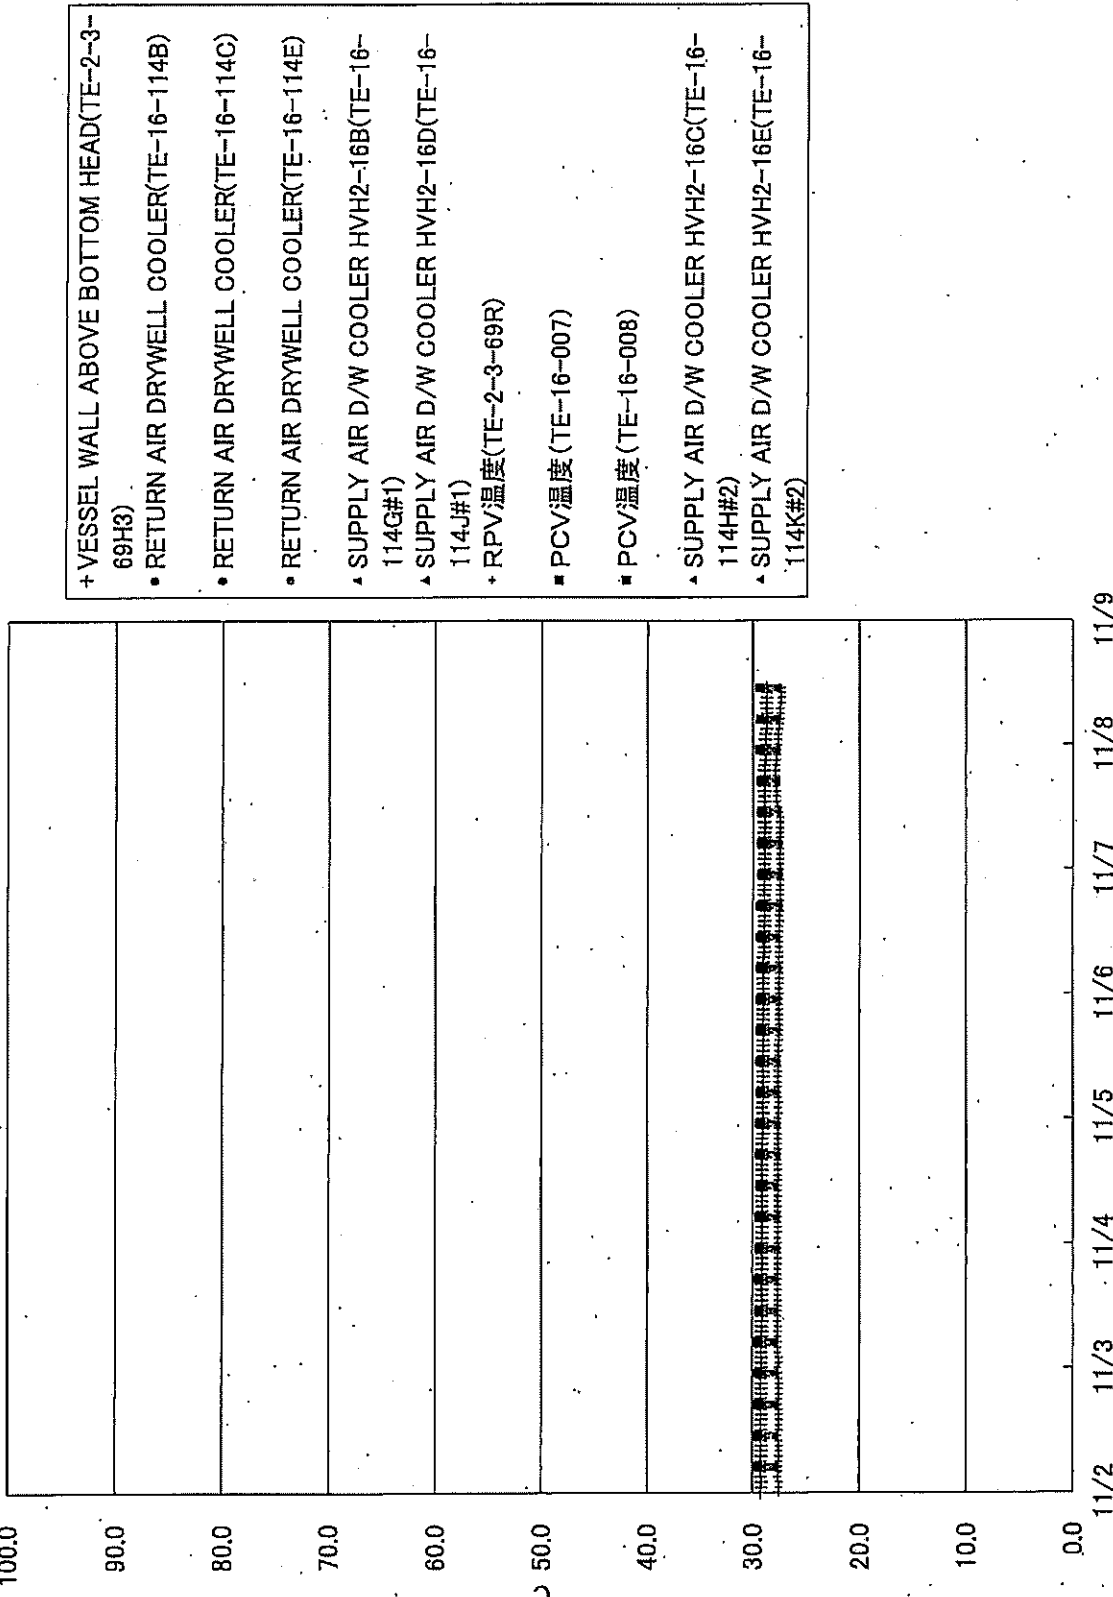 + VESSEL WALL ABOVE BOTTOM HEAD(TE-2-3-
69H3)
• RETURN AIR DRYWELL COOLER(TE-16-114B)
• RETURN AIR DRYWELL COOLER(TE-16-114C)
• RETURN AIR DRYWELL COOLER(TE-16-114E)
▲ SUPPLY AIR D/W COOLER HVH2-16B(TE-16-
114G#1)
▲ SUPPLY AIR D/W COOLER HVH2-16D(TE-16-
114J#1)
+ RPV温度(TE-2-3-69R)
■ PCV温度(TE-16-007)
■ PCV温度(TE-16-008)
▲ SUPPLY AIR D/W COOLER HVH2-16C(TE-16-
114H#2)
▲ SUPPLY AIR D/W COOLER HVH2-16E(TE-16-
114K#2)
100.0
90.0
80.0
70.0
60.0
50.0
40.0
30.0
20.0
10.0
0.0
11/2 11/3 11/4 11/5 11/6 11/7 11/8 11/9